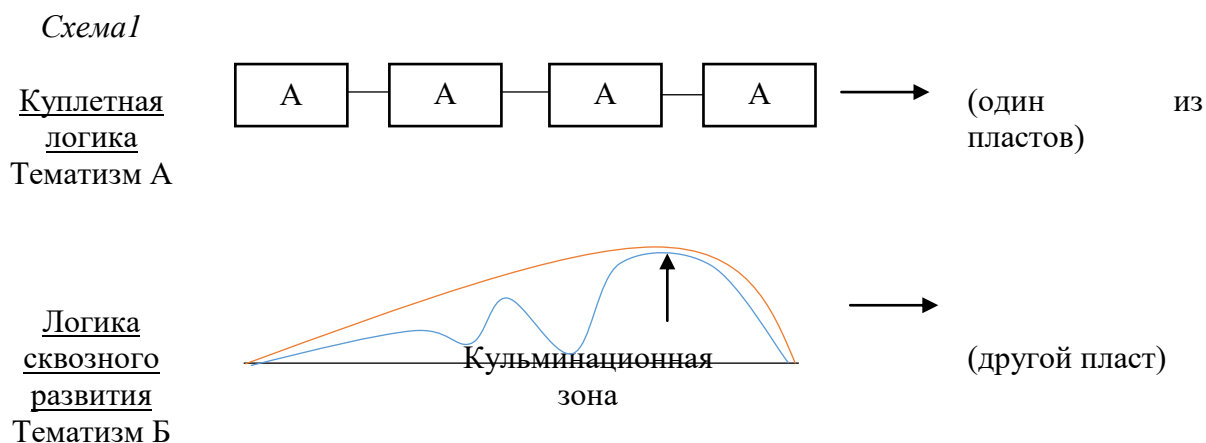 Схема1
Куплетная
логика
Тематизм А
А А А А
(один из
пластов)
Логика
сквозного
развития
Тематизм Б
Кульминационная
зона
(другой пласт)